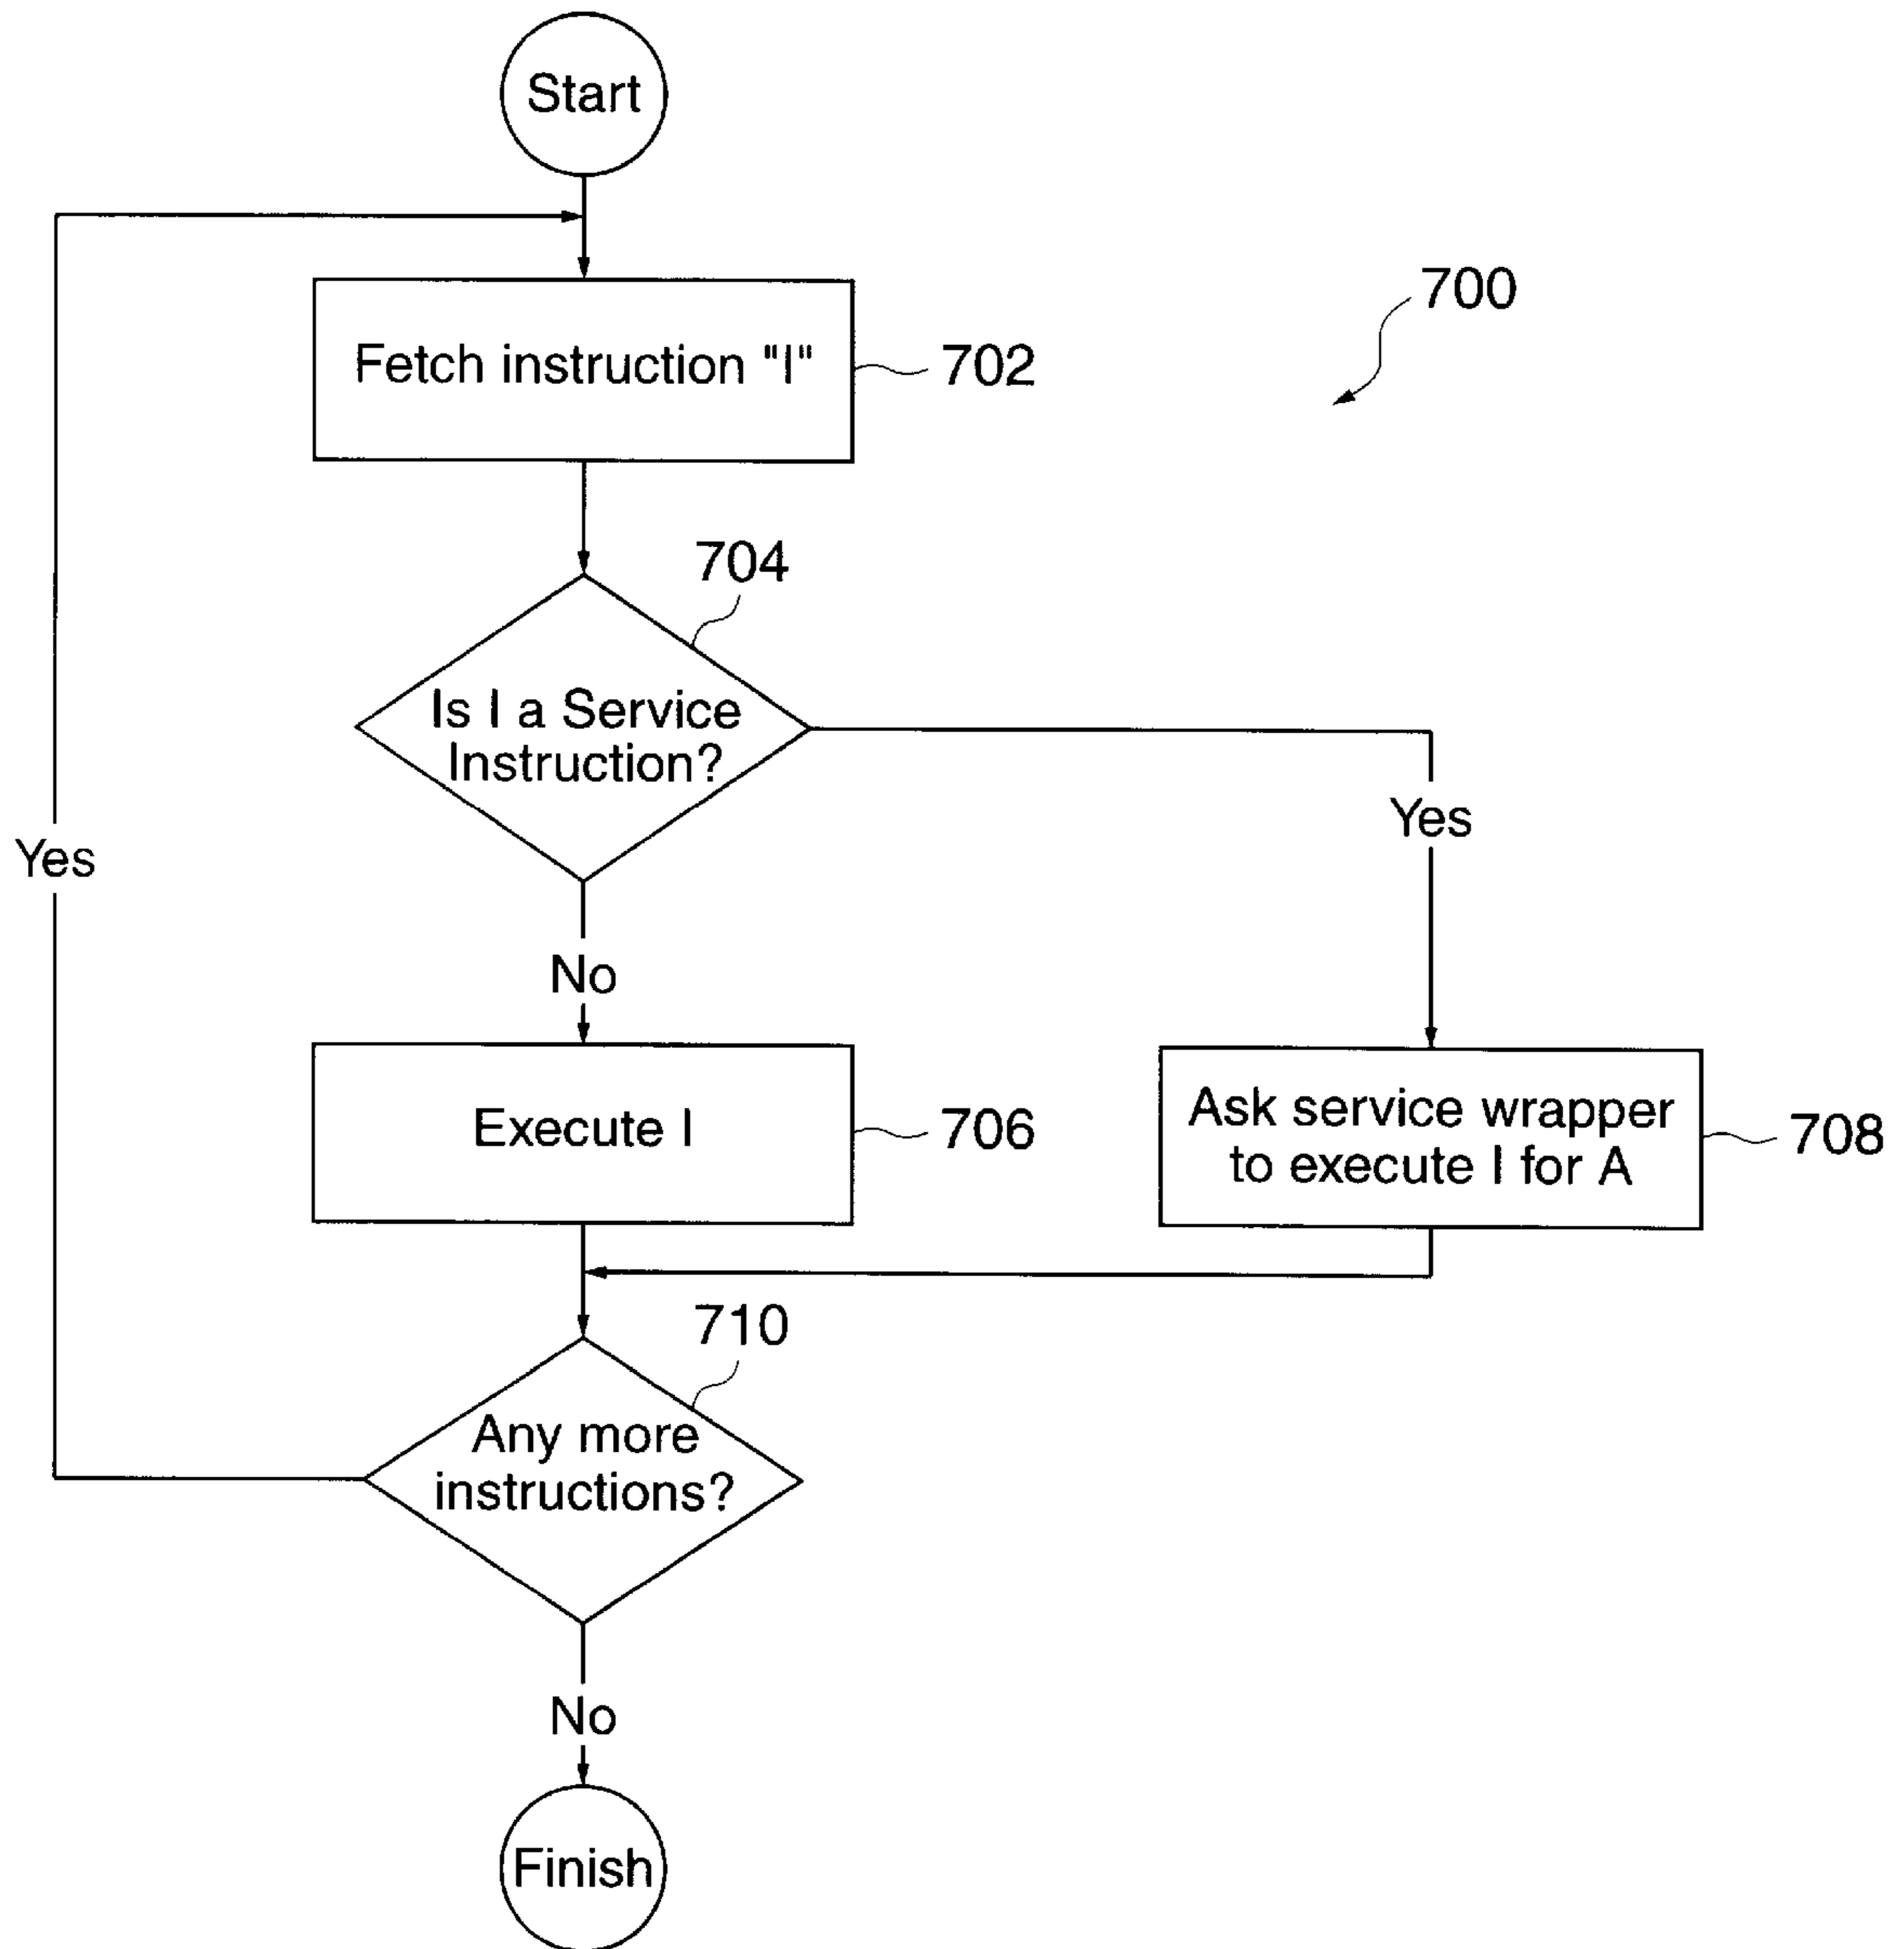 Start
700
Fetch instruction "I"
702
704
Is I a Service
Instruction?
Yes
Yes
No
Execute I
706
Ask service wrapper
to execute I for A
708
710
Any more
instructions?
No
Finish